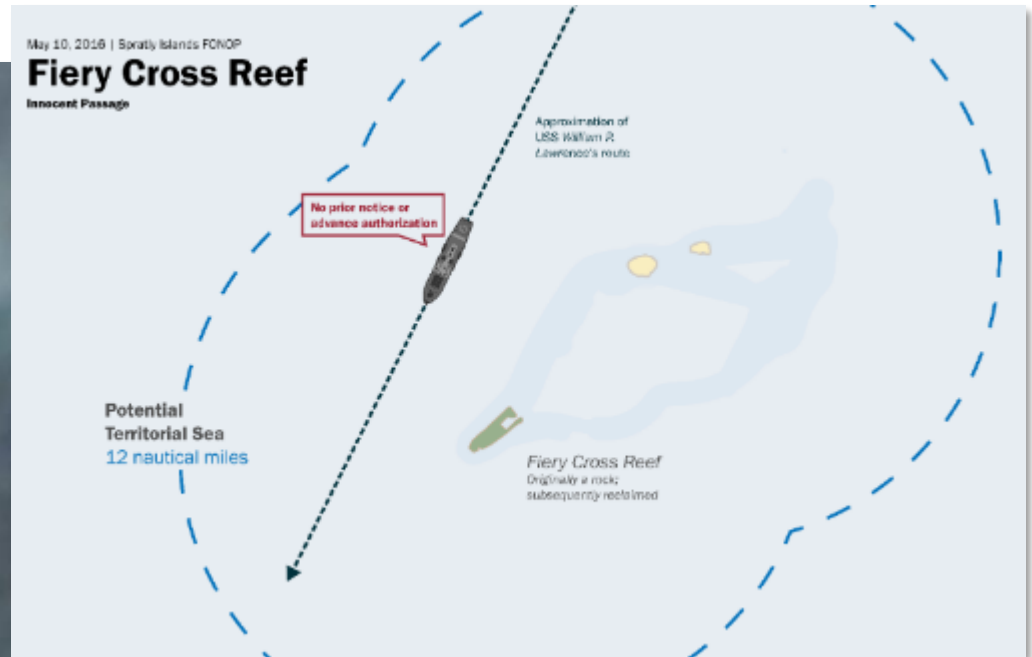 May 10, 2016 | Spratly Islands FONOP
Fiery Cross Reef
Innocent Passage
Approximation of
USS William P.
Lawrence's route
No prior notice or
advance authorization
Potential
Territorial Sea
12 nautical miles
Fiery Cross Reef
Originally a rock;
subsequently reclaimed